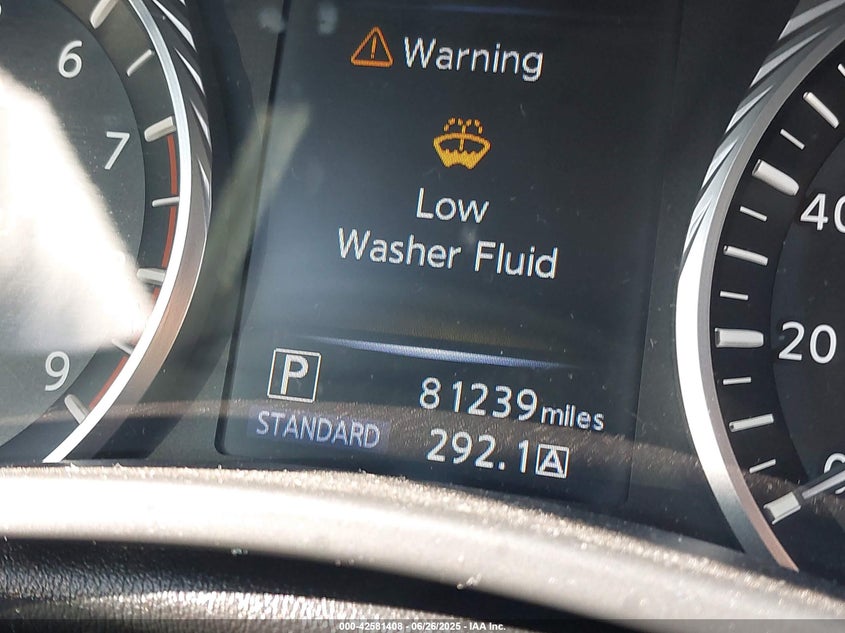 6
Warning
7
Low
Washer Fluid
40
20
9
P
81239 miles
STANDARD
292.1 A
0
000-42581408 - 06/26/2025 - IAA Inc.